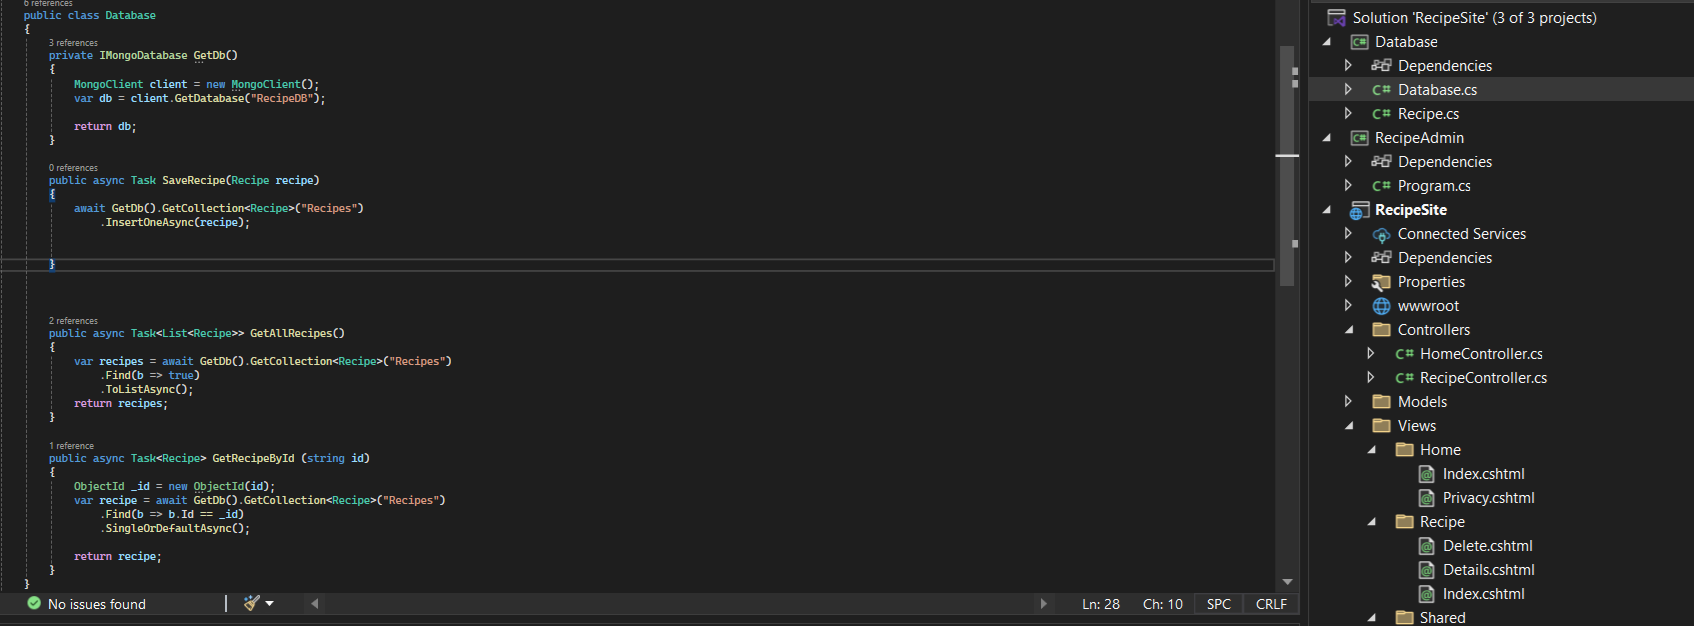 6 references
public class Database
{
3 references
private IMongoDatabase GetDb()
{
MongoClient client = new MongoClient();
var db = client.GetDatabase("RecipeDB");
return db;
}
0 references
public async Task SaveRecipe(Recipe recipe)
{
await GetDb().GetCollection<Recipe>("Recipes")
.InsertOneAsync(recipe);
}
2 references
public async Task<List<Recipe>> GetAllRecipes()
{
var recipes = await GetDb().GetCollection<Recipe>("Recipes")
.Find(b => true)
.ToListAsync();
return recipes;
}
1 reference
public async Task<Recipe> GetRecipeById (string id)
{
ObjectId _id = new ObjectId(id);
var recipe = await GetDb().GetCollection<Recipe>("Recipes")
.Find(b => b.Id == _id)
.SingleOrDefaultAsync();
return recipe;
}
}
No issues found
Ln: 28 Ch: 10 SPC CRLF
Solution 'RecipeSite' (3 of 3 projects)
C# Database
Dependencies
C# Database.cs
C# Recipe.cs
C# RecipeAdmin
Dependencies
C# Program.cs
RecipeSite
Connected Services
Dependencies
Properties
wwwroot
Controllers
C# HomeController.cs
C# RecipeController.cs
Models
Views
Home
@ Index.cshtml
@ Privacy.cshtml
Recipe
@ Delete.cshtml
@ Details.cshtml
@ Index.cshtml
Shared